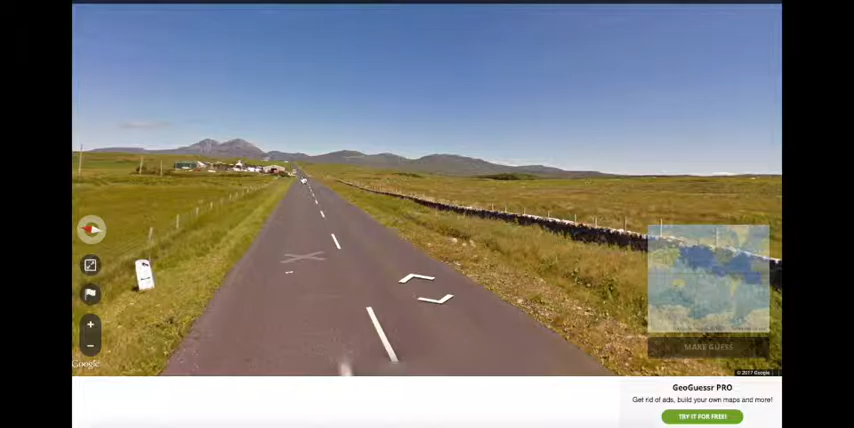 MAKE GUESS
Google
© 2017 Google
GeoGuessr PRO
Get rid of ads, build your own maps and more!
TRY IT FOR FREE!